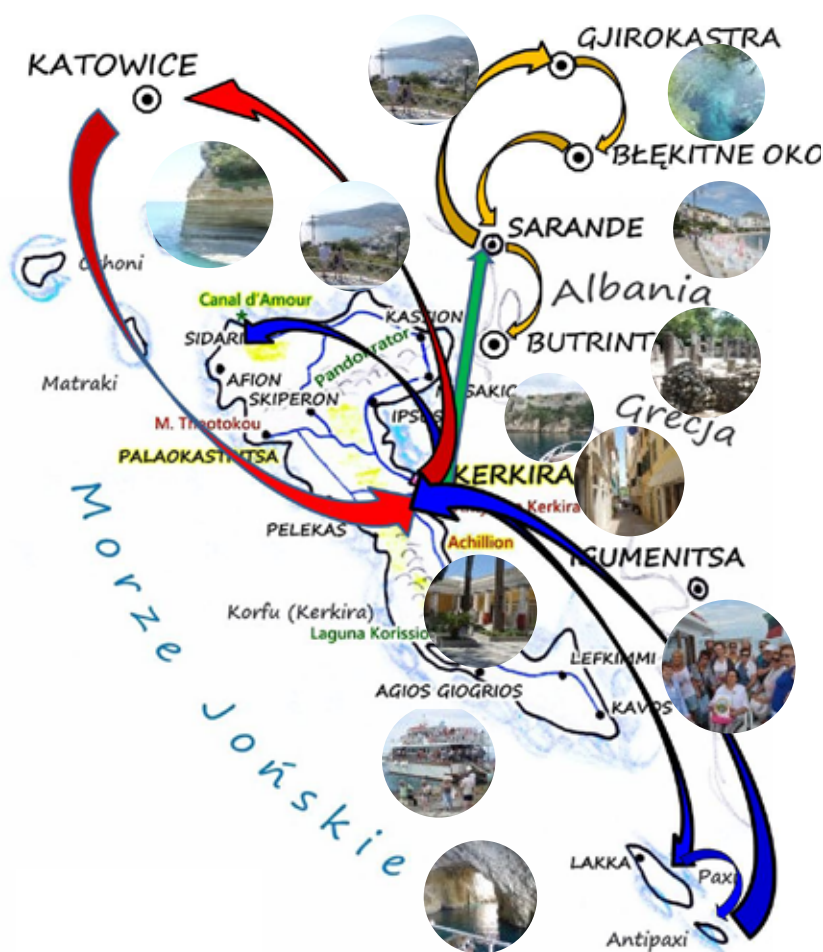 GJIROKASTRA
KATOWICE
BŁĘKITNE OKO
SARANDE
Albania
Canal d'Amour
*
KASSION
SIDARI
Pandokrator
BUTRINT
Matraki
AFION
SKIPERON
IPSOS
Grecja
PALAOKASTRITSA
KERKIRA
Kerkira
PELEKAS
Achillion
IGUMENITSA
Korfu (Kerkira)
Laguna Korission
LEFKIMMI
AGIOS GIOGRIOS
KAVOS
Morze Jońskie
LAKKA
Paxi
Antipaxi